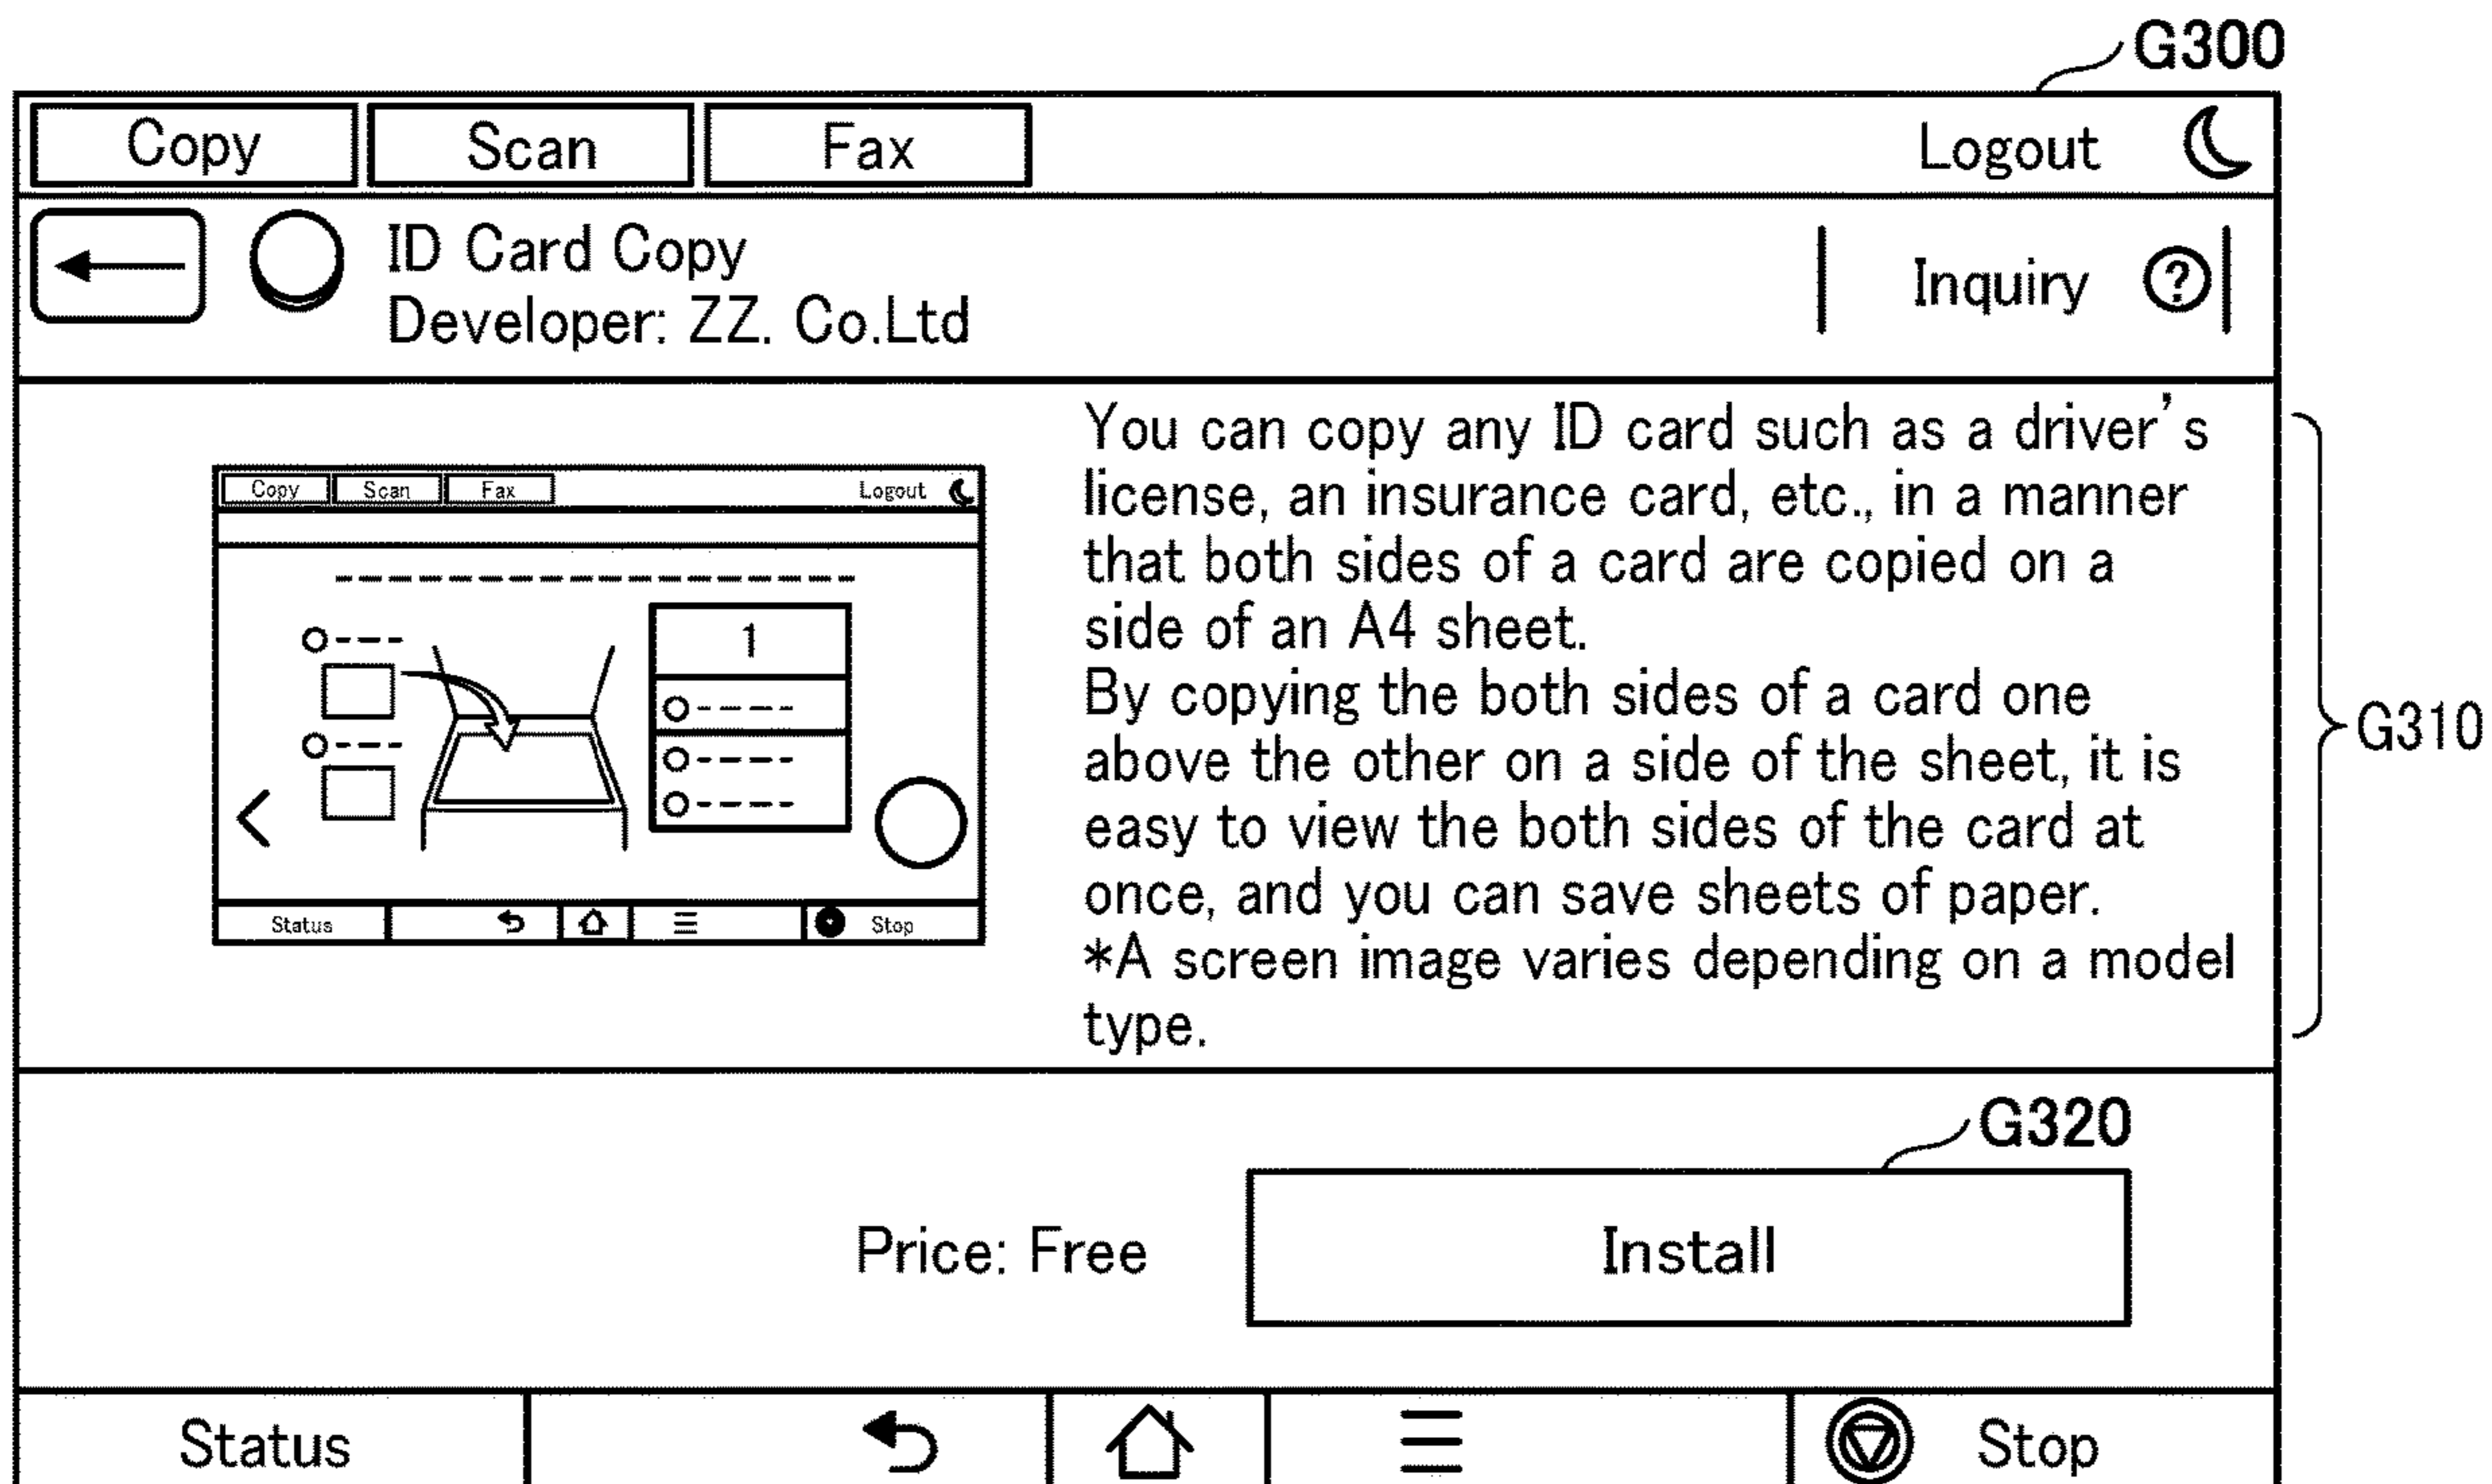 G300
Copy Scan Fax Logout
ID Card Copy
Developer: ZZ. Co.Ltd
Inquiry ?
You can copy any ID card such as a driver's
license, an insurance card, etc., in a manner
that both sides of a card are copied on a
side of an A4 sheet.
By copying the both sides of a card one
above the other on a side of the sheet, it is
easy to view the both sides of the card at
once, and you can save sheets of paper.
*A screen image varies depending on a model
type.
G310
Copy Scan Fax Logout
1
Status Stop
G320
Price: Free Install
Status Stop